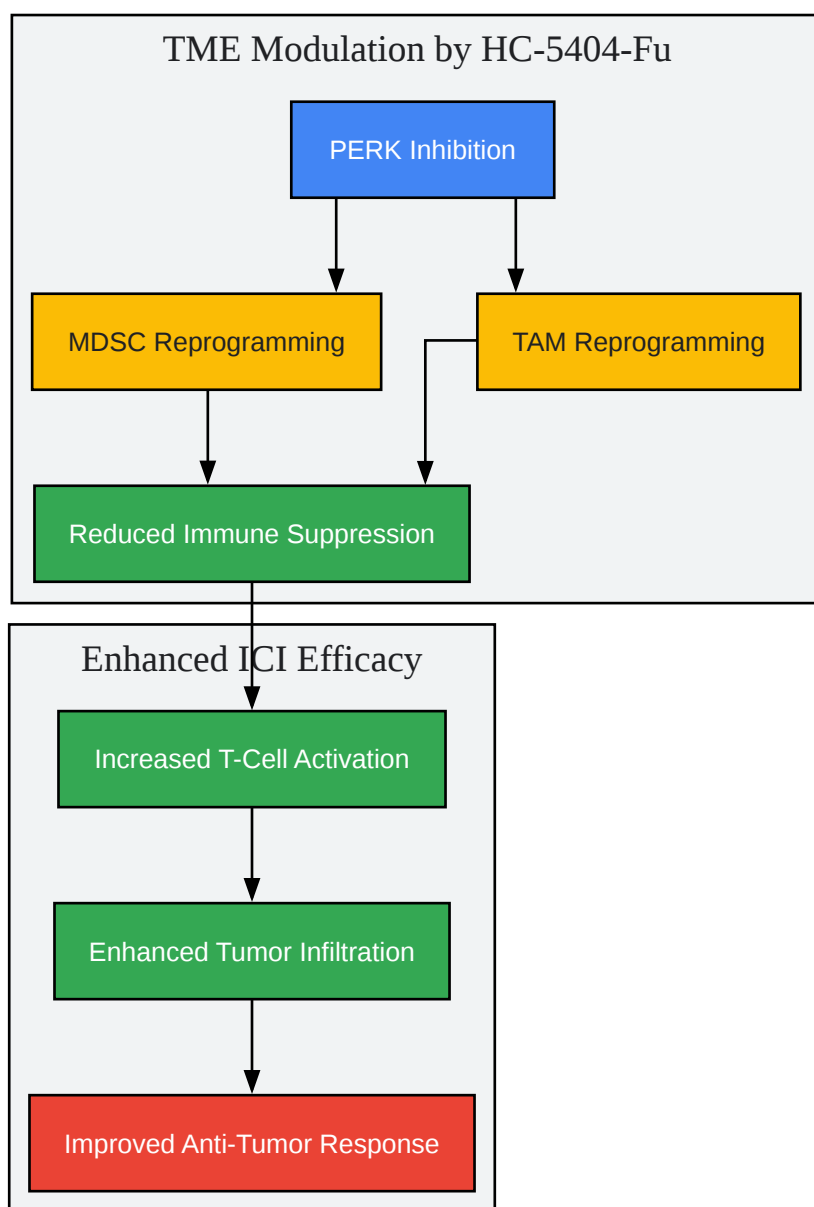 TME Modulation by HC-5404-Fu
PERK Inhibition
MDSC Reprogramming
TAM Reprogramming
Reduced Immune Suppression
Enhanced ICI Efficacy
Increased T-Cell Activation
Enhanced Tumor Infiltration
Improved Anti-Tumor Response